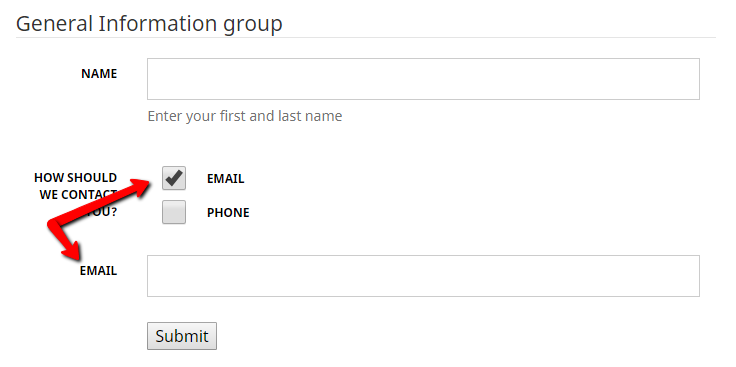 General Information group
NAME
Enter your first and last name
HOW SHOULD
WE CONTACT
YOU?
EMAIL
PHONE
EMAIL
Submit